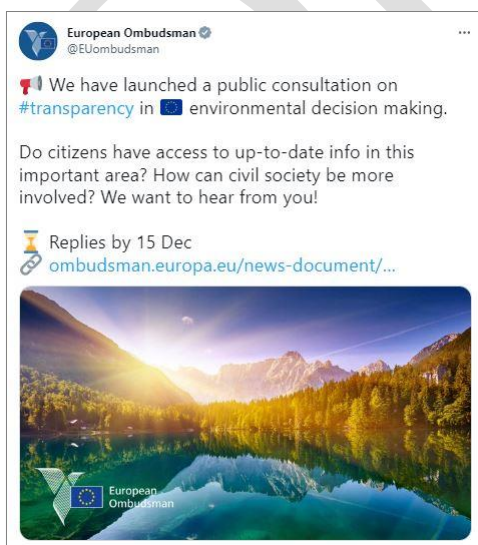 European Ombudsman
@EUombudsman
📢 We have launched a public consultation on
#transparency in 🇪🇺 environmental decision making.
Do citizens have access to up-to-date info in this
important area? How can civil society be more
involved? We want to hear from you!
⏳ Replies by 15 Dec
🔗 ombudsman.europa.eu/news-document/...
European
Ombudsman